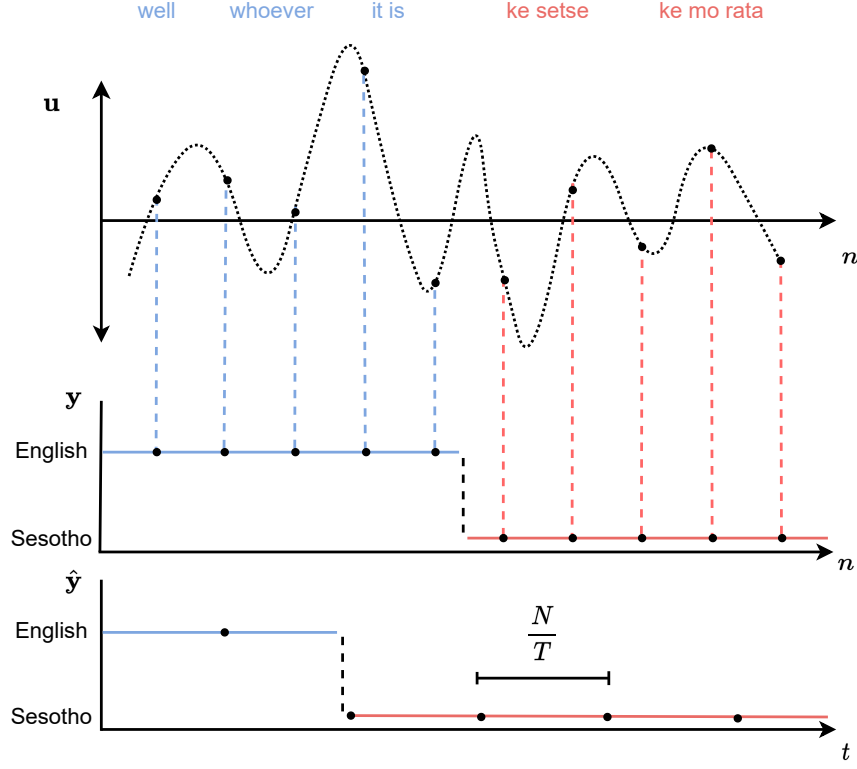 well whoever it is ke setse ke mo rata
u
n
y
English
Sesotho
n
ŷ
English
N
T
Sesotho
t